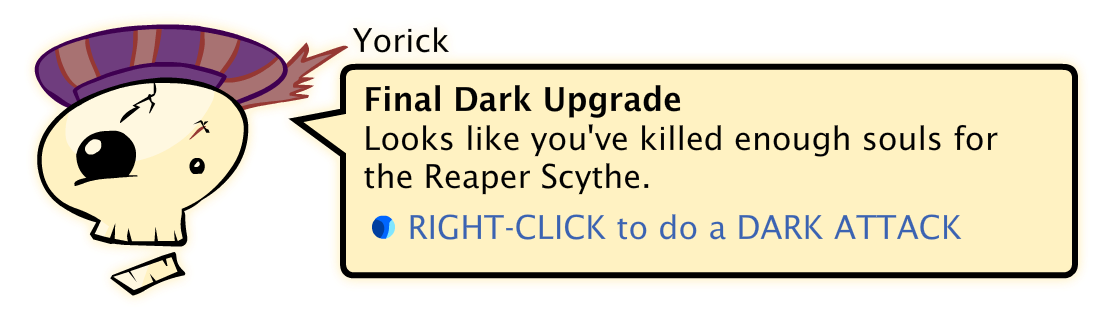 Yorick
Final Dark Upgrade
Looks like you've killed enough souls for
the Reaper Scythe.
RIGHT-CLICK to do a DARK ATTACK